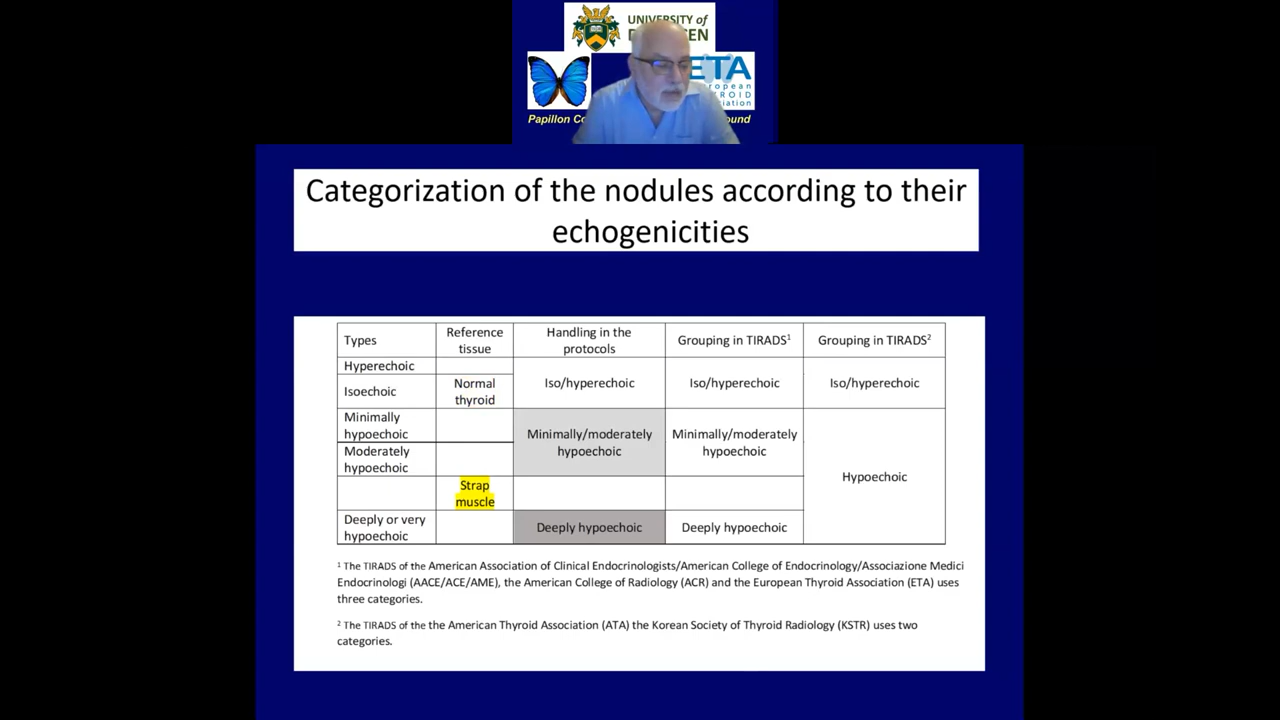 UNIVERSITY of
D EN
ETA
ropean
ROID
iation
Papillon Co ound
Categorization of the nodules according to their
echogenicities
Types
Reference
tissue
Handling in the
protocols
Grouping in TIRADS1
Grouping in TIRADS2
Hyperechoic
Isoechoic
Normal
thyroid
Iso/hyperechoic
Iso/hyperechoic
Iso/hyperechoic
Minimally
hypoechoic
Moderately
hypoechoic
Minimally/moderately
hypoechoic
Minimally/moderately
hypoechoic
Hypoechoic
Strap
muscle
Deeply or very
hypoechoic
Deeply hypoechoic
Deeply hypoechoic
1 The TIRADS of the American Association of Clinical Endocrinologists/American College of Endocrinology/Associazione Medici
Endocrinologi (AACE/ACE/AME), the American College of Radiology (ACR) and the European Thyroid Association (ETA) uses
three categories.
2 The TIRADS of the the American Thyroid Association (ATA) the Korean Society of Thyroid Radiology (KSTR) uses two
categories.